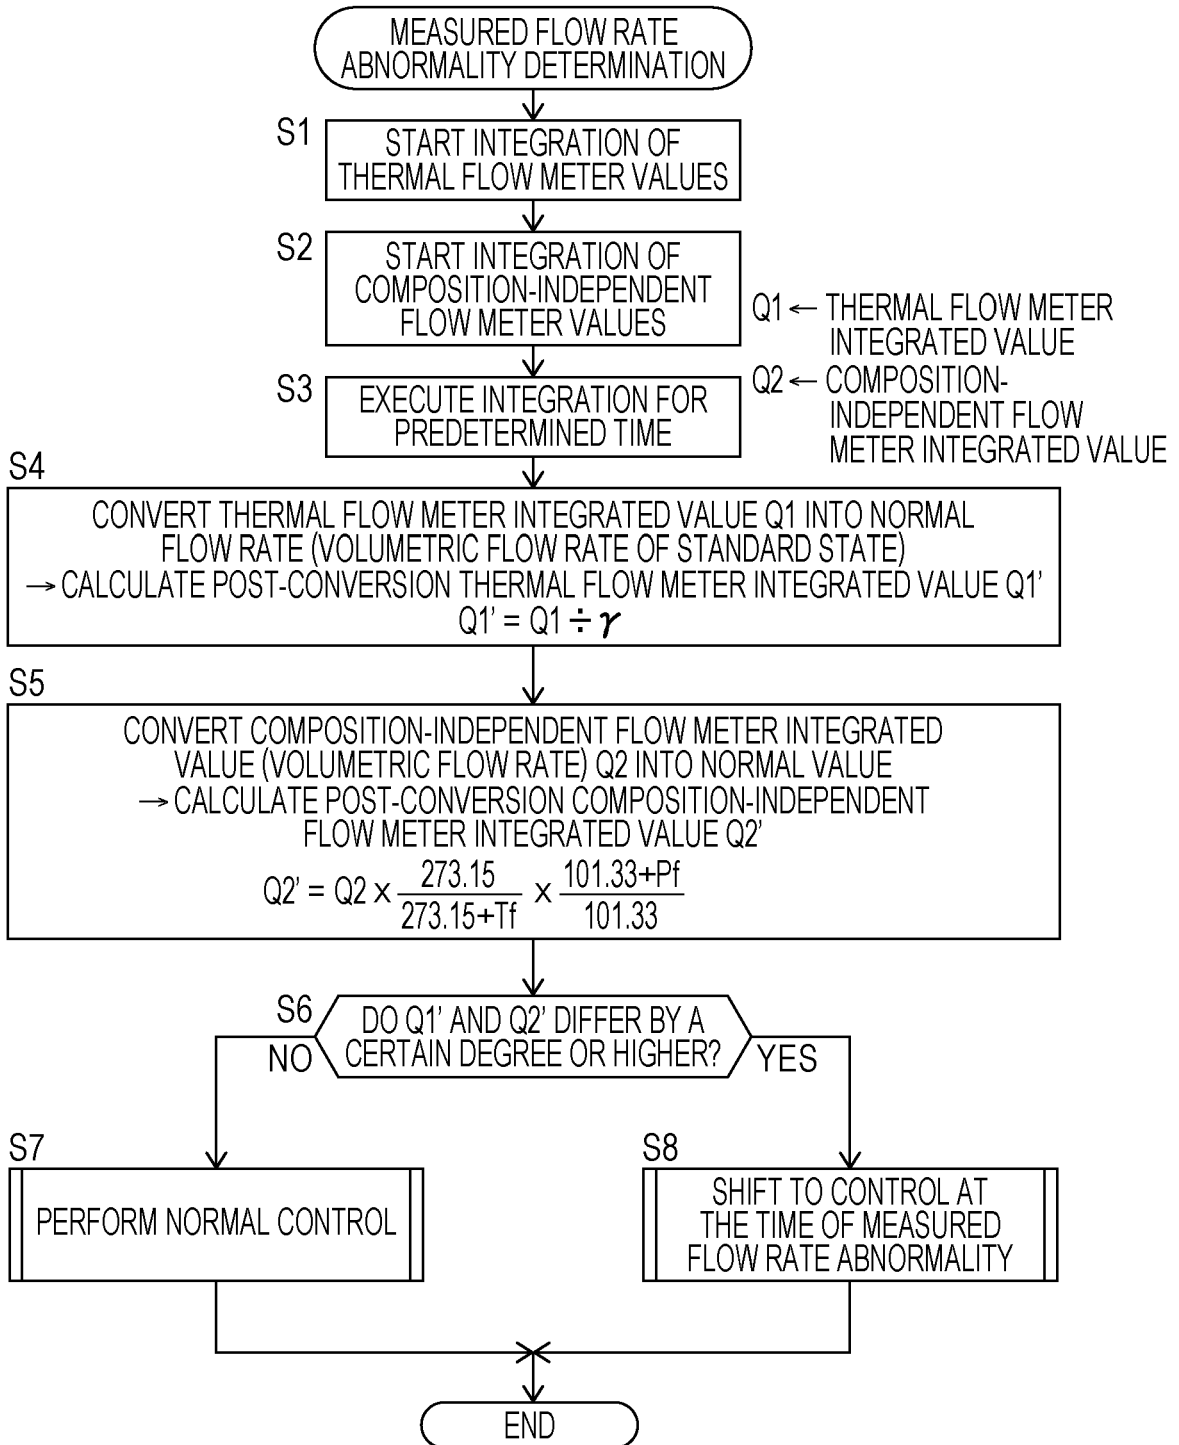 MEASURED FLOW RATE
ABNORMALITY DETERMINATION
S1
START INTEGRATION OF
THERMAL FLOW METER VALUES
S2
START INTEGRATION OF
COMPOSITION-INDEPENDENT
FLOW METER VALUES
Q1 ← THERMAL FLOW METER
INTEGRATED VALUE
Q2 ← COMPOSITION-
INDEPENDENT FLOW
METER INTEGRATED VALUE
S3
EXECUTE INTEGRATION FOR
PREDETERMINED TIME
S4
CONVERT THERMAL FLOW METER INTEGRATED VALUE Q1 INTO NORMAL
FLOW RATE (VOLUMETRIC FLOW RATE OF STANDARD STATE)
→ CALCULATE POST-CONVERSION THERMAL FLOW METER INTEGRATED VALUE Q1’
Q1’ = Q1 ÷ γ
S5
CONVERT COMPOSITION-INDEPENDENT FLOW METER INTEGRATED
VALUE (VOLUMETRIC FLOW RATE) Q2 INTO NORMAL VALUE
→ CALCULATE POST-CONVERSION COMPOSITION-INDEPENDENT
FLOW METER INTEGRATED VALUE Q2’
Q2’ = Q2 × 273.15 / 273.15+Tf × 101.33+Pf / 101.33
S6
DO Q1’ AND Q2’ DIFFER BY A
CERTAIN DEGREE OR HIGHER?
NO
YES
S7
PERFORM NORMAL CONTROL
S8
SHIFT TO CONTROL AT
THE TIME OF MEASURED
FLOW RATE ABNORMALITY
END